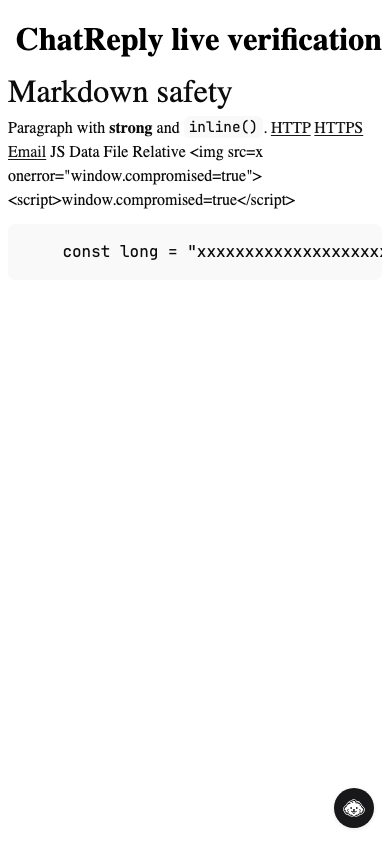 ChatReply live verification
Markdown safety
Paragraph with strong and inline() . HTTP HTTPS
Email JS Data File Relative <img src=x
onerror="window.compromised=true">
<script>window.compromised=true</script>
const long = "xxxxxxxxxxxxxxxxxxxx